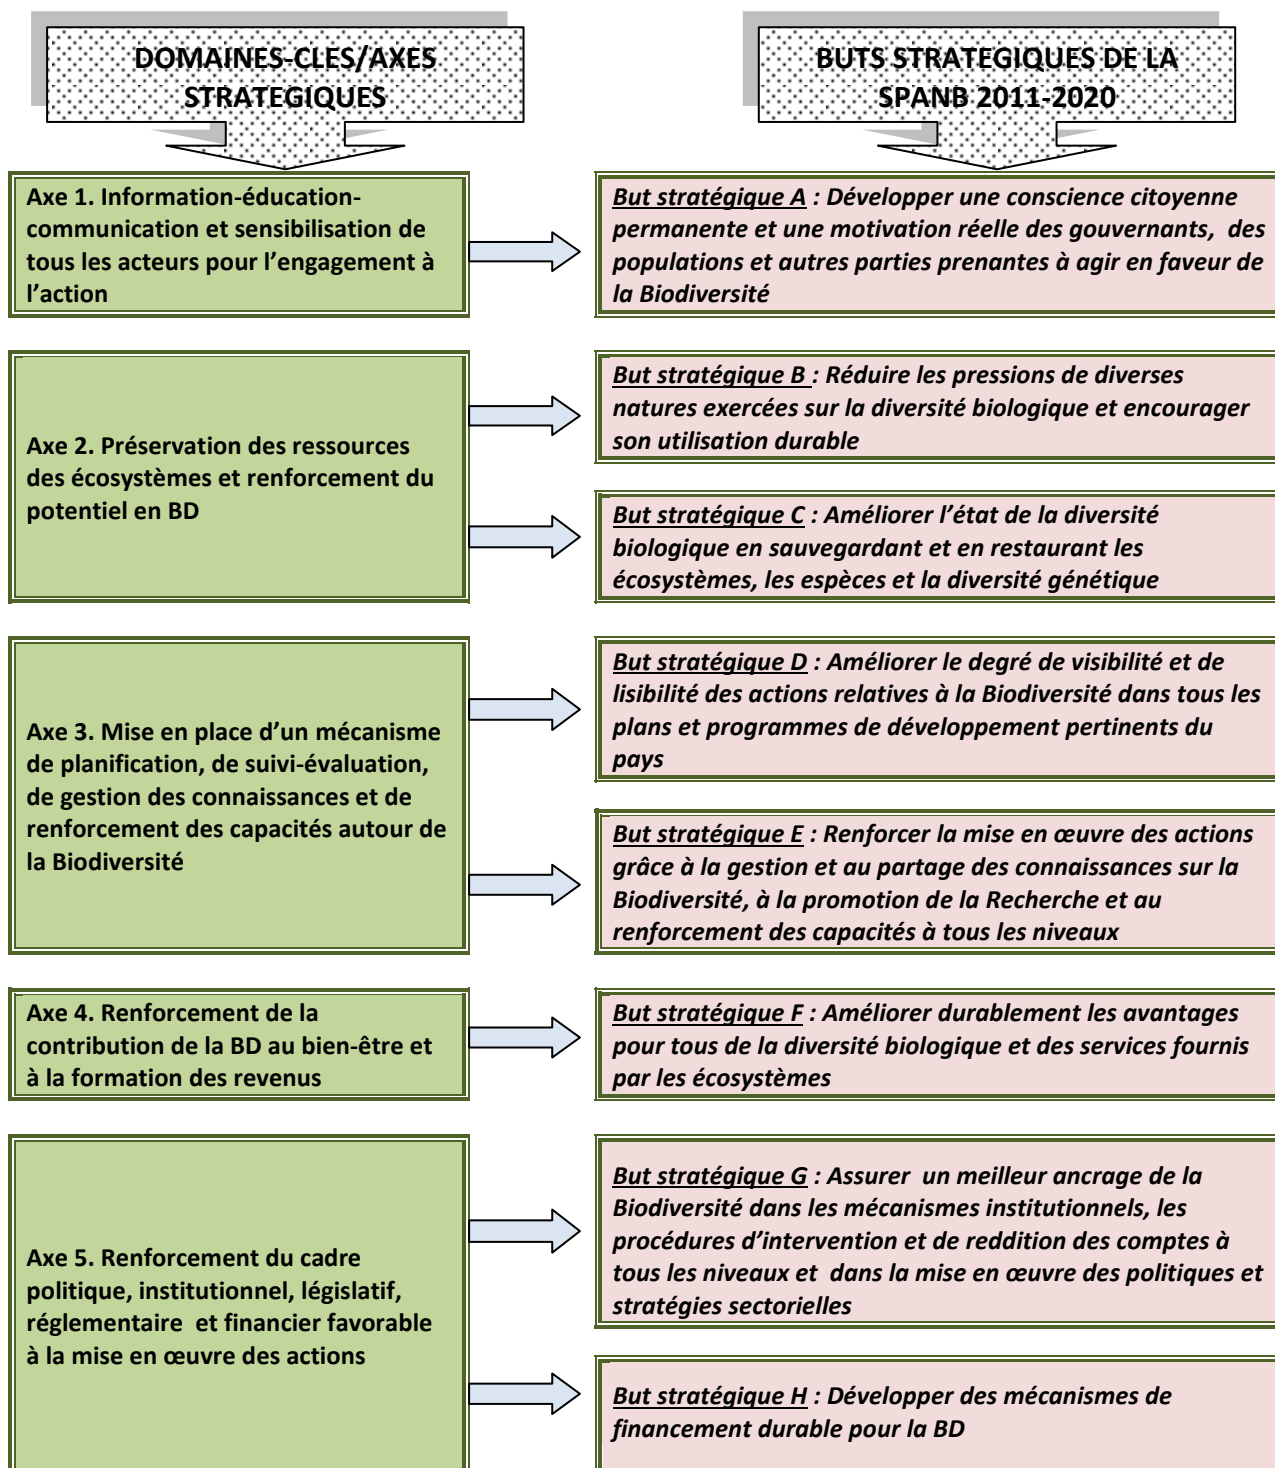 DOMAINES-CLES/AXES
STRATEGIQUES
BUTS STRATEGIQUES DE LA
SPANB 2011-2020
Axe 1. Information-éducation-
communication et sensibilisation de
tous les acteurs pour l’engagement à
l’action
But stratégique A : Développer une conscience citoyenne
permanente et une motivation réelle des gouvernants, des
populations et autres parties prenantes à agir en faveur de
la Biodiversité
Axe 2. Préservation des ressources
des écosystèmes et renforcement du
potentiel en BD
But stratégique B : Réduire les pressions de diverses
natures exercées sur la diversité biologique et encourager
son utilisation durable
But stratégique C : Améliorer l’état de la diversité
biologique en sauvegardant et en restaurant les
écosystèmes, les espèces et la diversité génétique
Axe 3. Mise en place d’un mécanisme
de planification, de suivi-évaluation,
de gestion des connaissances et de
renforcement des capacités autour de
la Biodiversité
But stratégique D : Améliorer le degré de visibilité et de
lisibilité des actions relatives à la Biodiversité dans tous les
plans et programmes de développement pertinents du
pays
But stratégique E : Renforcer la mise en œuvre des actions
grâce à la gestion et au partage des connaissances sur la
Biodiversité, à la promotion de la Recherche et au
renforcement des capacités à tous les niveaux
Axe 4. Renforcement de la
contribution de la BD au bien-être et
à la formation des revenus
But stratégique F : Améliorer durablement les avantages
pour tous de la diversité biologique et des services fournis
par les écosystèmes
Axe 5. Renforcement du cadre
politique, institutionnel, législatif,
réglementaire et financier favorable
à la mise en œuvre des actions
But stratégique G : Assurer un meilleur ancrage de la
Biodiversité dans les mécanismes institutionnels, les
procédures d’intervention et de reddition des comptes à
tous les niveaux et dans la mise en œuvre des politiques et
stratégies sectorielles
But stratégique H : Développer des mécanismes de
financement durable pour la BD